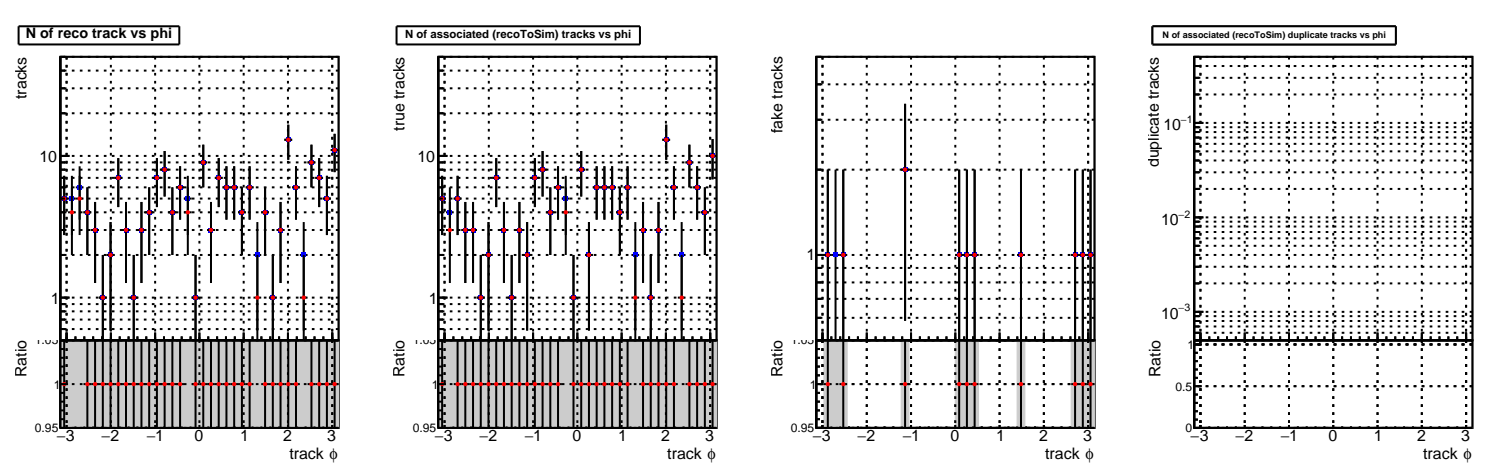 N of reco track vs phi
tracks
10
1
Ratio
1
0.95
−3 −2 −1 0 1 2 3
track ϕ
N of associated (recoToSim) tracks vs phi
true tracks
10
1
Ratio
1
0.95
−3 −2 −1 0 1 2 3
track ϕ
fake tracks
1
Ratio
1
0.95
−3 −2 −1 0 1 2 3
track ϕ
N of associated (recoToSim) duplicate tracks vs phi
duplicate tracks
10−1
10−2
10−3
Ratio
1
0.5
0
−3 −2 −1 0 1 2 3
track ϕ